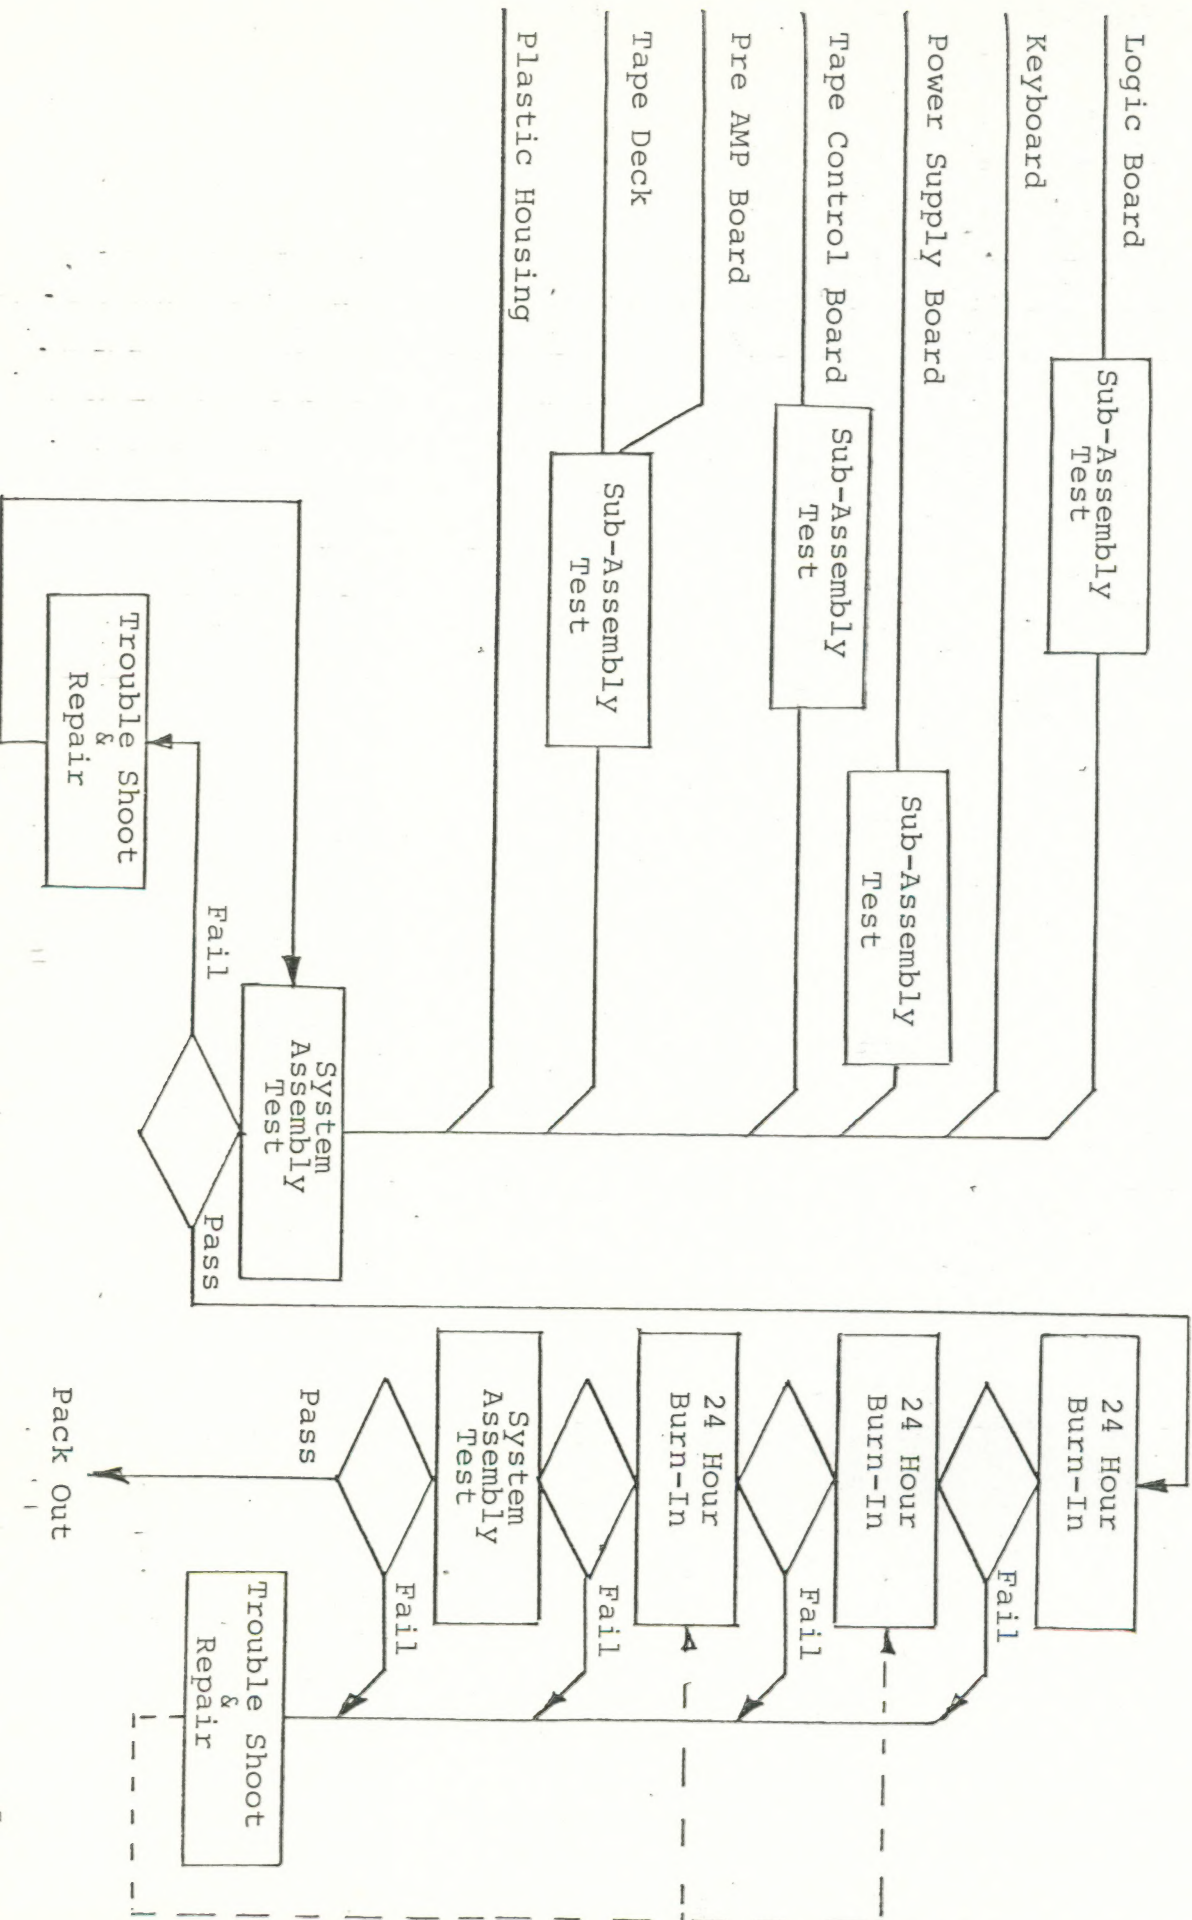 Logic Board
Sub-Assembly
Test
Keyboard
Power Supply Board
Sub-Assembly
Test
Tape Control Board
Sub-Assembly
Test
Pre AMP Board
Tape Deck
Sub-Assembly
Test
Plastic Housing
System
Assembly
Test
Fail
Pass
Trouble Shoot
&
Repair
24 Hour
Burn-In
Fail
24 Hour
Burn-In
Fail
24 Hour
Burn-In
Fail
System
Assembly
Test
Fail
Pass
Trouble Shoot
&
Repair
Pack Out